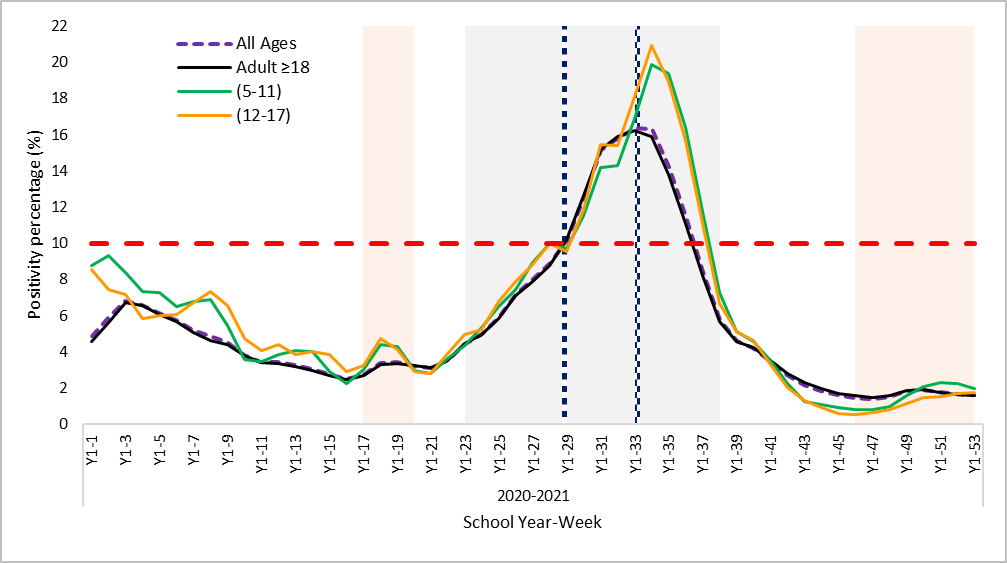 22
20
18
16
14
12
10
8
6
4
2
0
Positivity percentage (%)
All Ages
Adult ≥18
(5-11)
(12-17)
Y1-1
Y1-3
Y1-5
Y1-7
Y1-9
Y1-11
Y1-13
Y1-15
Y1-17
Y1-19
Y1-21
Y1-23
Y1-25
Y1-27
Y1-29
Y1-31
Y1-33
Y1-35
Y1-37
Y1-39
Y1-41
Y1-43
Y1-45
Y1-47
Y1-49
Y1-51
Y1-53
2020-2021
School Year-Week